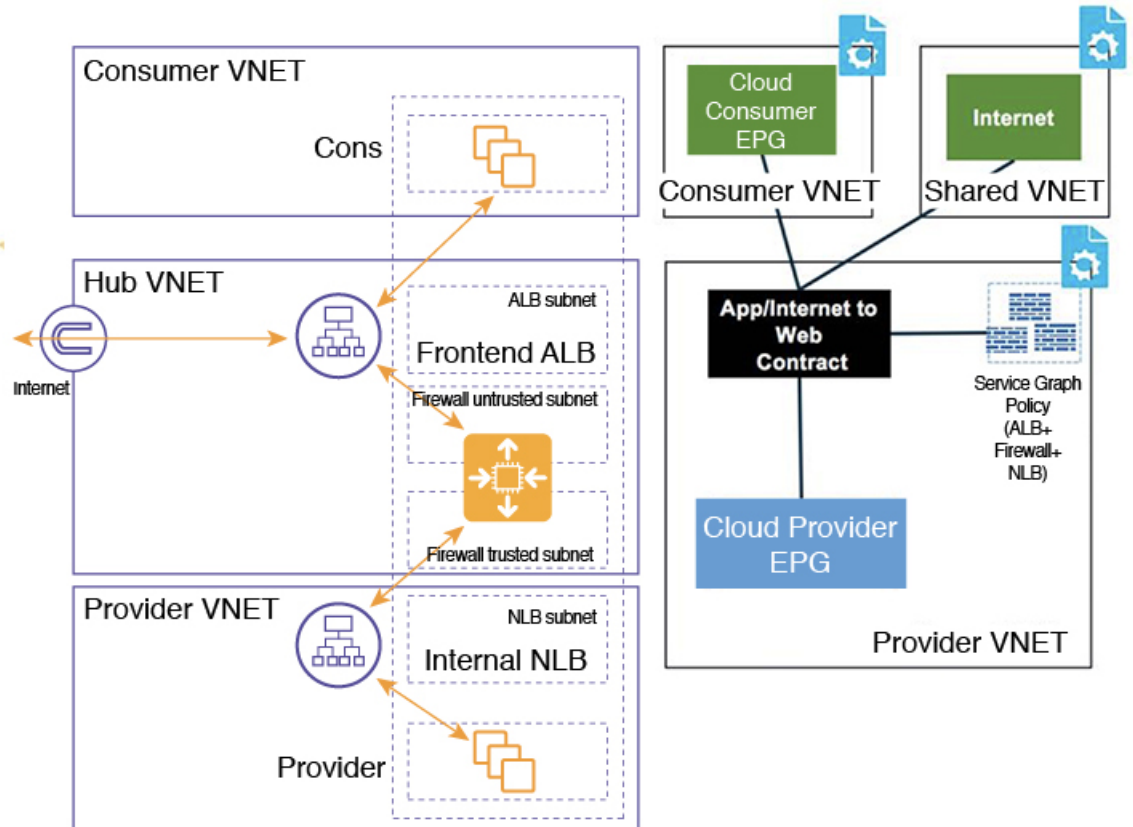 Consumer VNET
Cons
Hub VNET
ALB subnet
Frontend ALB
Internet
Firewall untrusted subnet
Firewall trusted subnet
Provider VNET
NLB subnet
Internal NLB
Provider
Cloud
Consumer
EPG
Consumer VNET
Internet
Shared VNET
App/Internet to
Web
Contract
Service Graph
Policy
(ALB+
Firewall+
NLB)
Cloud Provider
EPG
Provider VNET